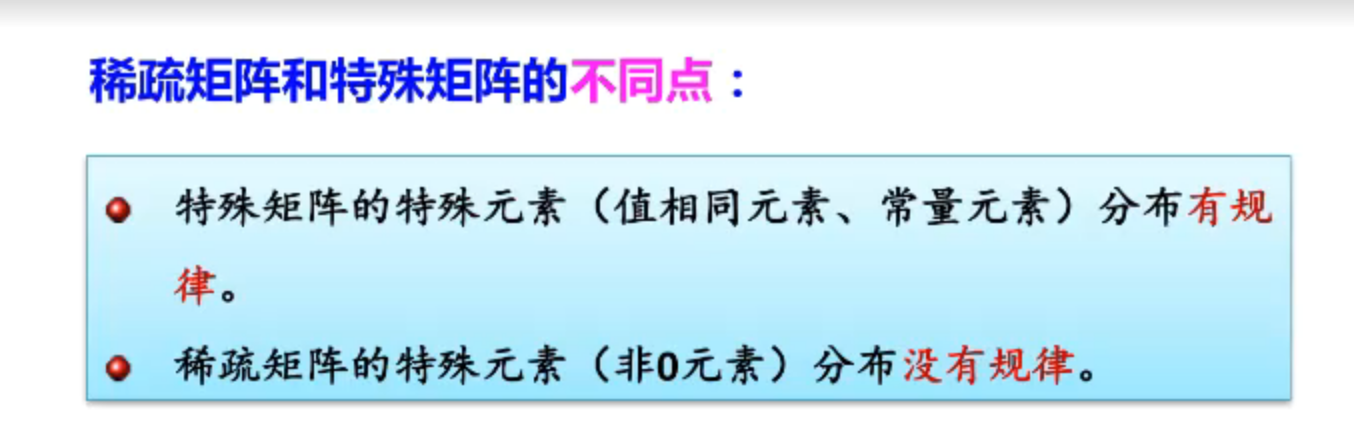 稀疏矩阵和特殊矩阵的不同点：
特殊矩阵的特殊元素（值相同元素、常量元素）分布有规
律。
稀疏矩阵的特殊元素（非0元素）分布没有规律。